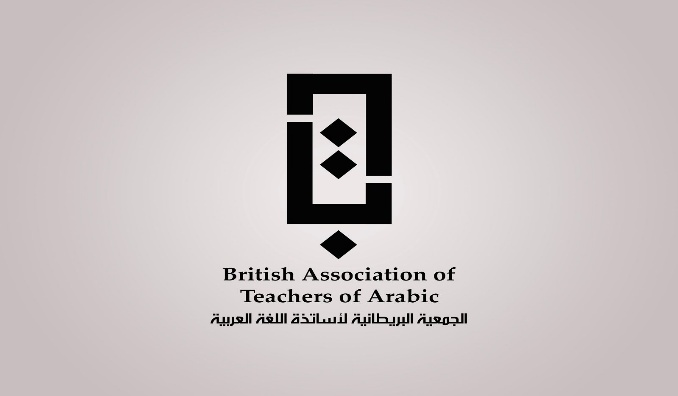 British Association of
Teachers of Arabic
الجمعية البريطانية لأساتذة اللغة العربية